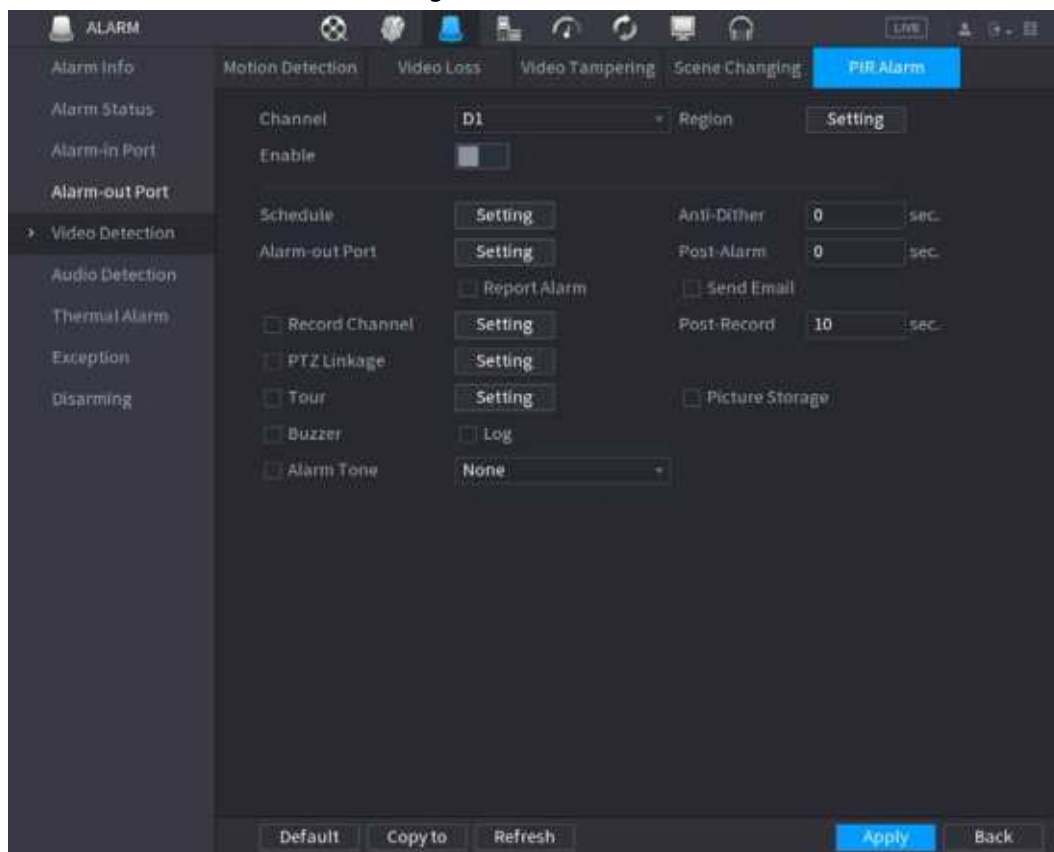 ALARM LIVE
Alarm Info
Alarm Status
Alarm-in Port
Alarm-out Port
Video Detection
Audio Detection
Thermal Alarm
Exception
Disarming
Motion Detection Video Loss Video Tampering Scene Changing PIR Alarm
Channel D1 Region Setting
Enable
Schedule Setting Anti-Dither 0 sec.
Alarm-out Port Setting Post-Alarm 0 sec.
Report Alarm Send Email
Record Channel Setting Post-Record 10 sec.
PTZ Linkage Setting
Tour Setting Picture Storage
Buzzer Log
Alarm Tone None
Default Copy to Refresh Apply Back